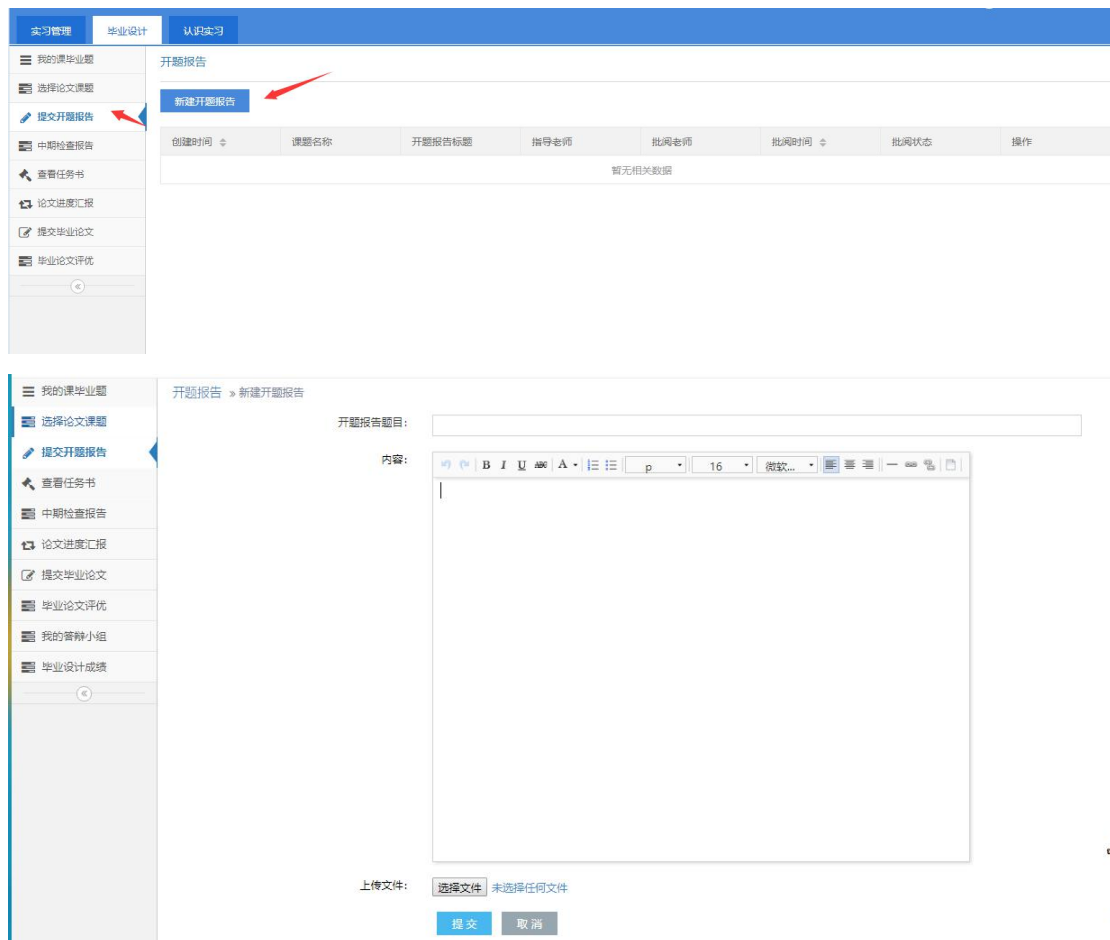 实习管理 毕业设计 认识实习
我的课毕业题
选择论文课题
提交开题报告
中期检查报告
查看任务书
论文进度汇报
提交毕业论文
毕业论文评优
开题报告
新建开题报告
创建时间 课题名称 开题报告标题 指导老师 批阅老师 批阅时间 批阅状态 操作
暂无相关数据
我的课毕业题
选择论文课题
提交开题报告
查看任务书
中期检查报告
论文进度汇报
提交毕业论文
毕业论文评优
我的答辩小组
毕业设计成绩
开题报告 » 新建开题报告
开题报告题目：
内容：
B I U ABC A p 16 微软...
上传文件：
选择文件 未选择任何文件
提交 取消